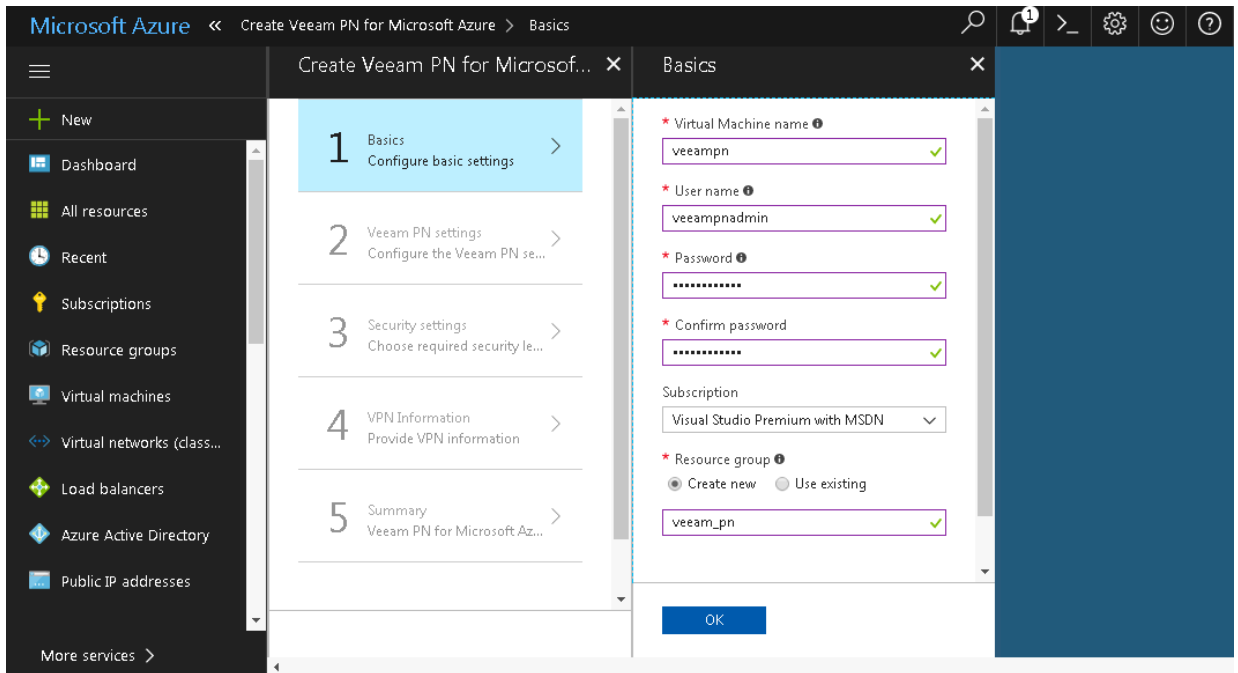 Microsoft Azure « Create Veeam PN for Microsoft Azure > Basics
1
New
Dashboard
All resources
Recent
Subscriptions
Resource groups
Virtual machines
Virtual networks (class...
Load balancers
Azure Active Directory
Public IP addresses
More services >
Create Veeam PN for Microsof...
1
Basics
Configure basic settings
2
Veeam PN settings
Configure the Veeam PN se...
3
Security settings
Choose required security le...
4
VPN Information
Provide VPN information
5
Summary
Veeam PN for Microsoft Az...
Basics
* Virtual Machine name
veeampn
* User name
veeampnadmin
* Password
••••••••••••
* Confirm password
••••••••••••
Subscription
Visual Studio Premium with MSDN
* Resource group
Create new Use existing
veeam_pn
OK